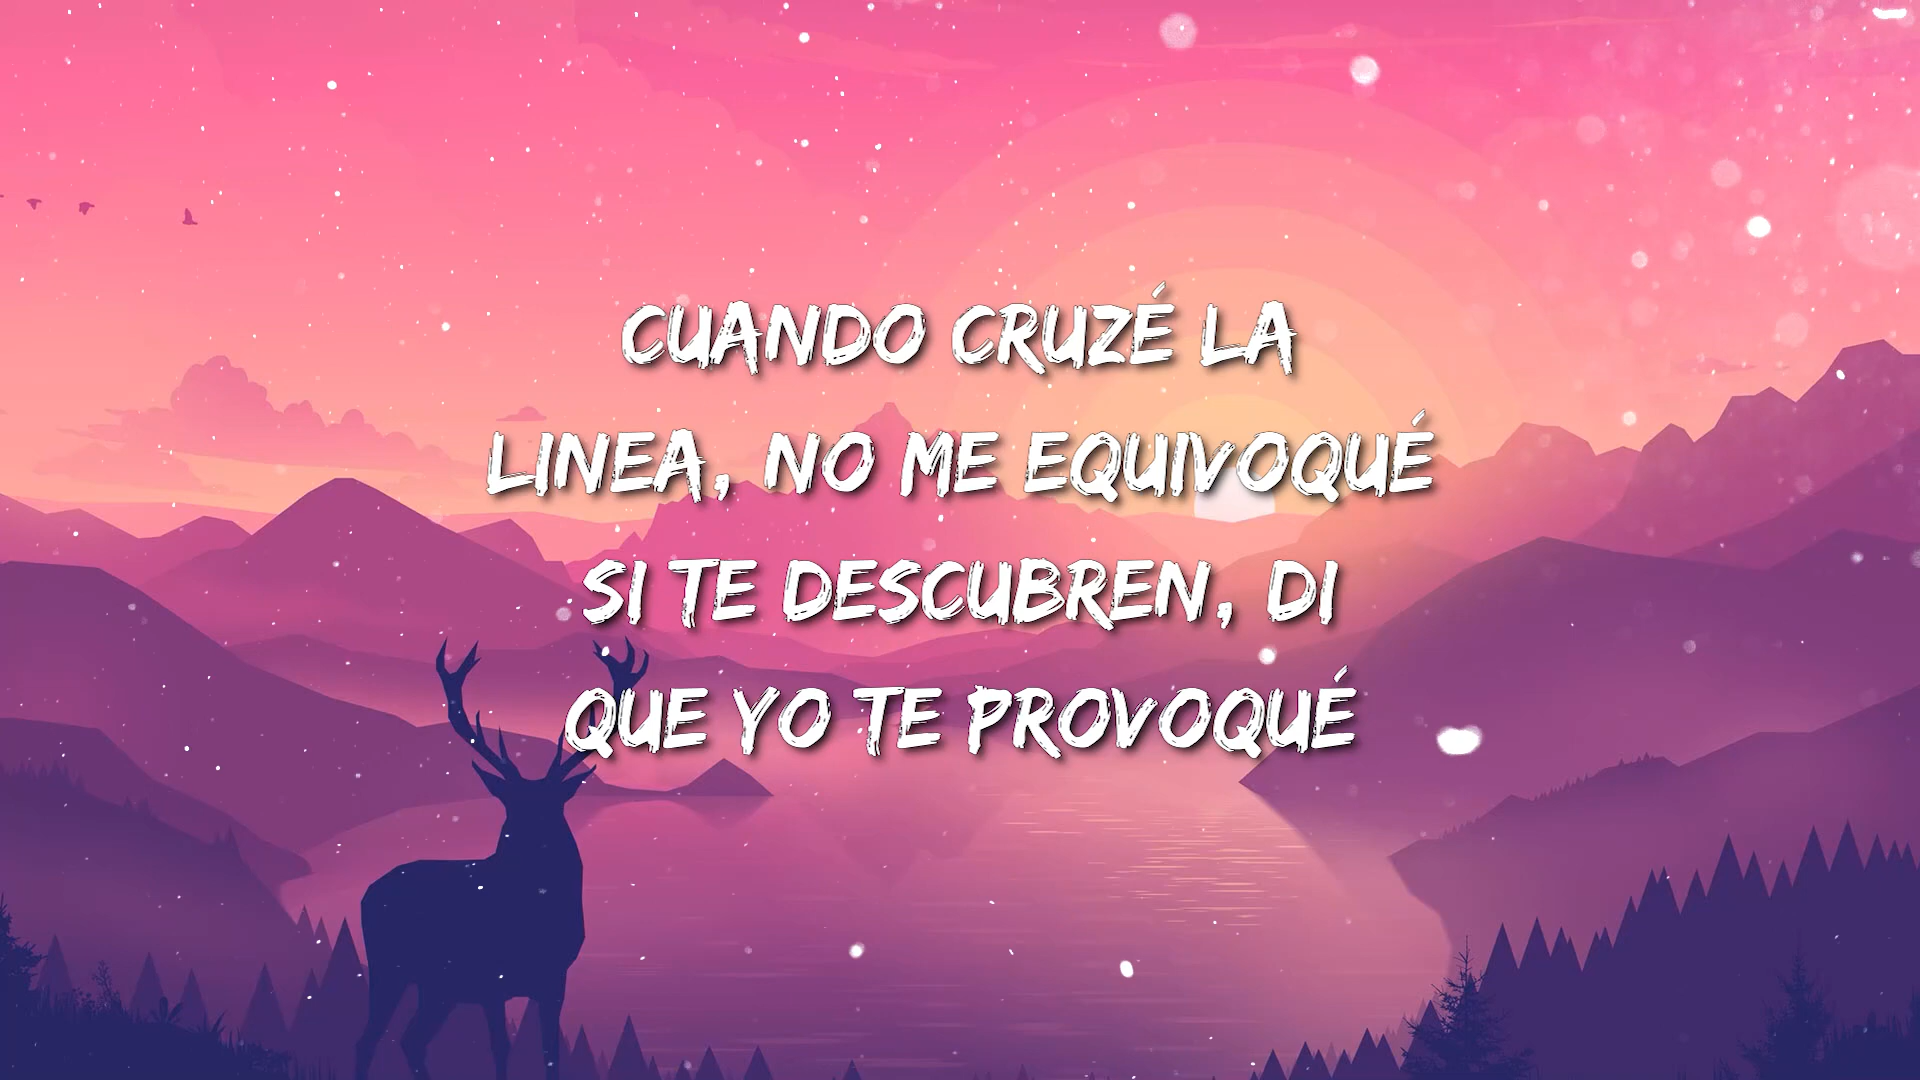 CUANDO CRUZÉ LA
LINEA, NO ME EQUIVOQUÉ
SI TE DESCUBREN, DI
QUE YO TE PROVOQUÉ